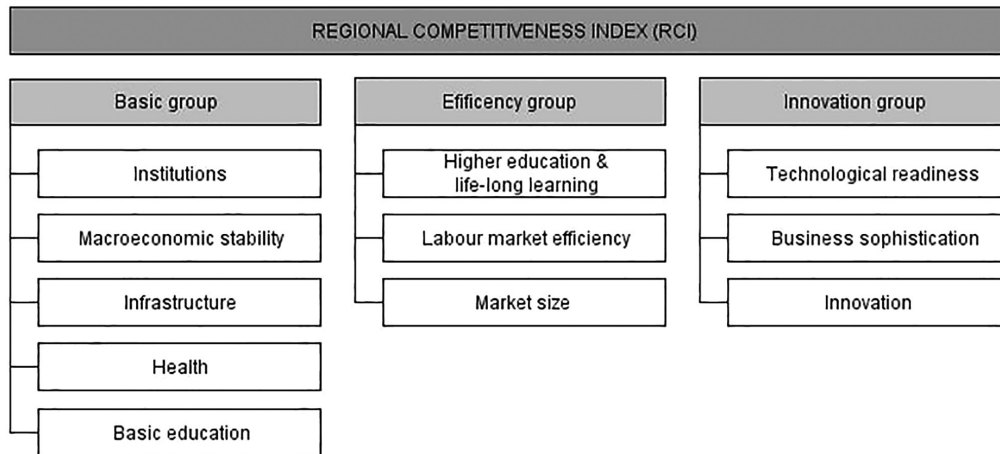 REGIONAL COMPETITIVENESS INDEX (RCI)
Basic group
Institutions
Macroeconomic stability
Infrastructure
Health
Basic education
Efificency group
Higher education &
life-long learning
Labour market efficiency
Market size
Innovation group
Technological readiness
Business sophistication
Innovation